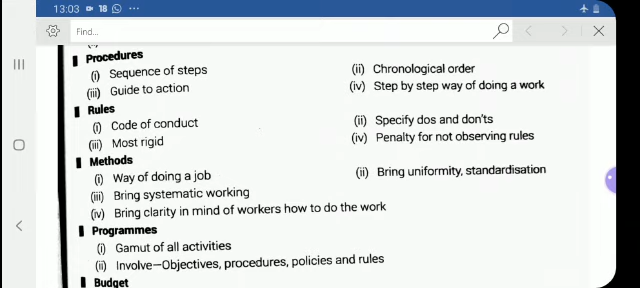 13:03 18 ...
Find...
Procedures
(i) Sequence of steps (ii) Chronological order
(iii) Guide to action (iv) Step by step way of doing a work
Rules
(i) Code of conduct (ii) Specify dos and don'ts
(iii) Most rigid (iv) Penalty for not observing rules
Methods
(i) Way of doing a job (ii) Bring uniformity, standardisation
(iii) Bring systematic working
(iv) Bring clarity in mind of workers how to do the work
Programmes
(i) Gamut of all activities
(ii) Involve—Objectives, procedures, policies and rules
Budget